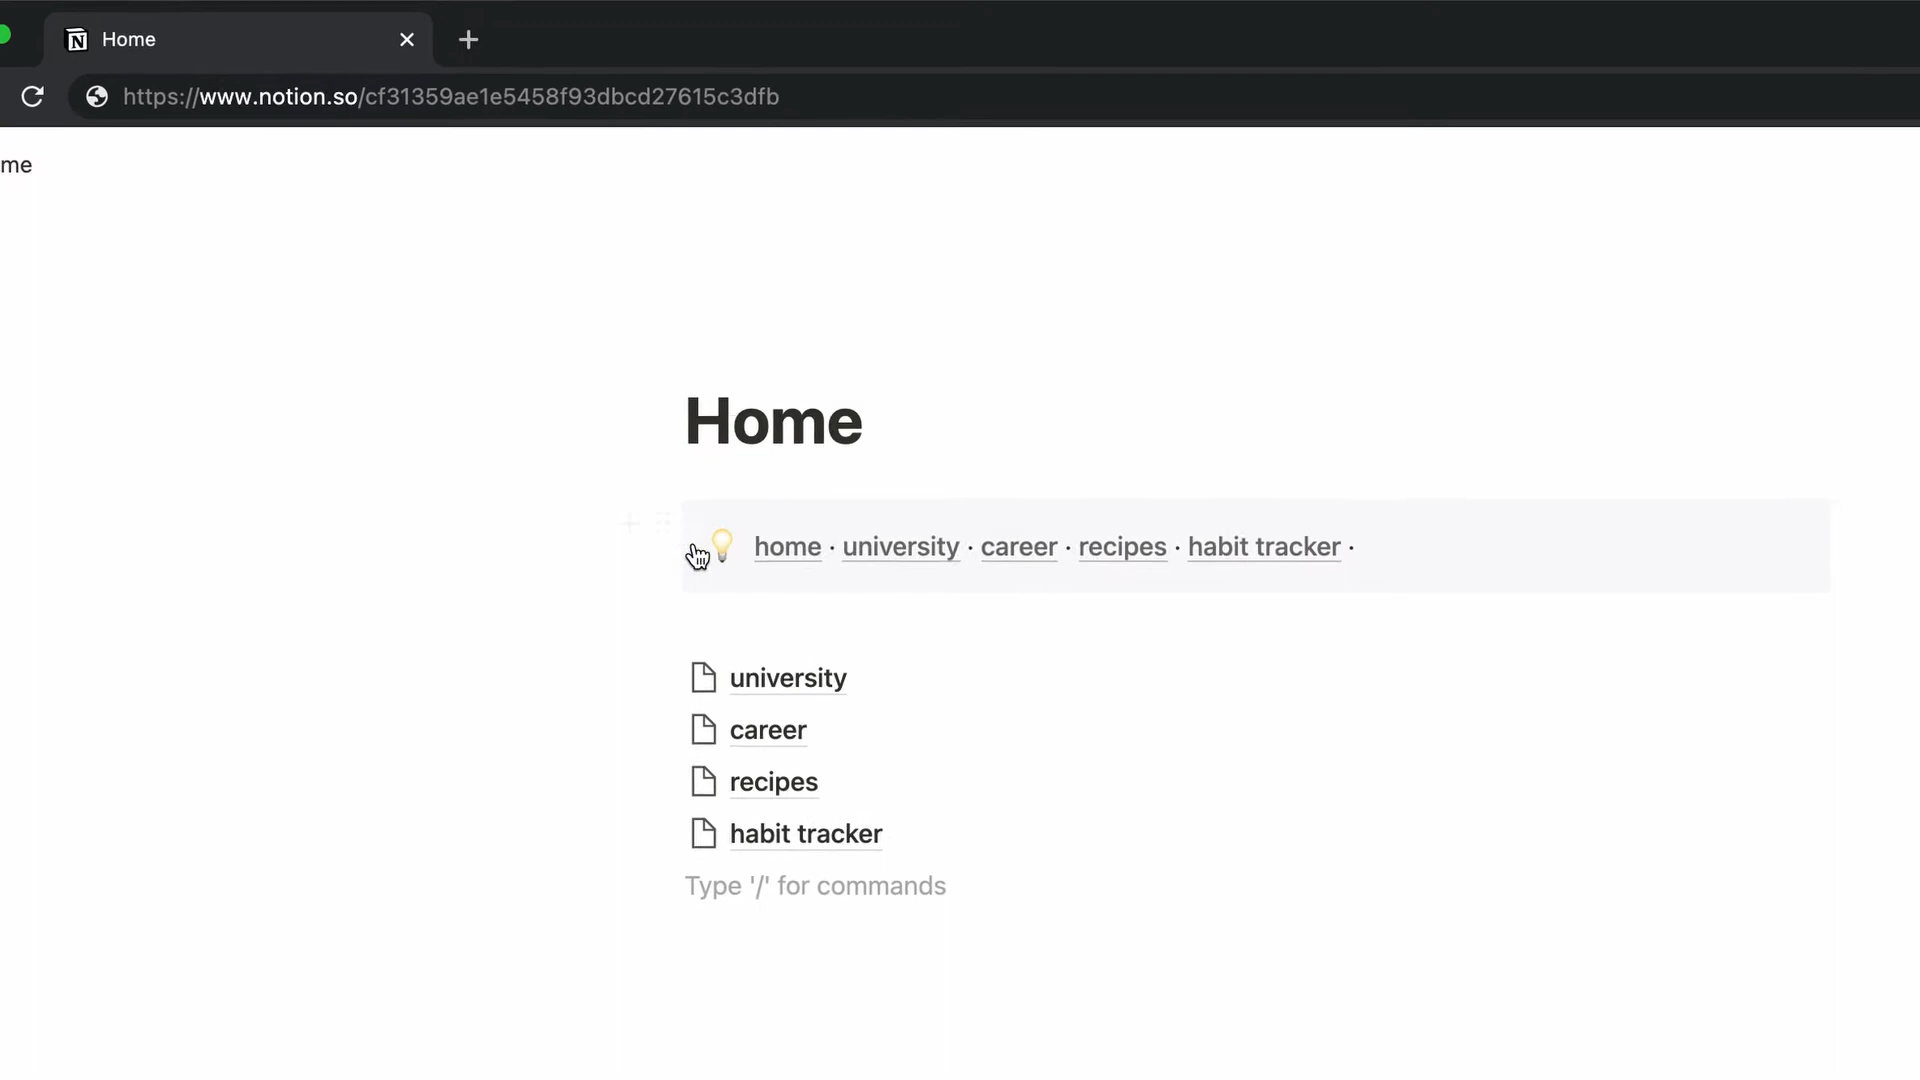 Home
https://www.notion.so/cf31359ae1e5458f93dbcd27615c3dfb
me
Home
home · university · career · recipes · habit tracker ·
university
career
recipes
habit tracker
Type '/' for commands